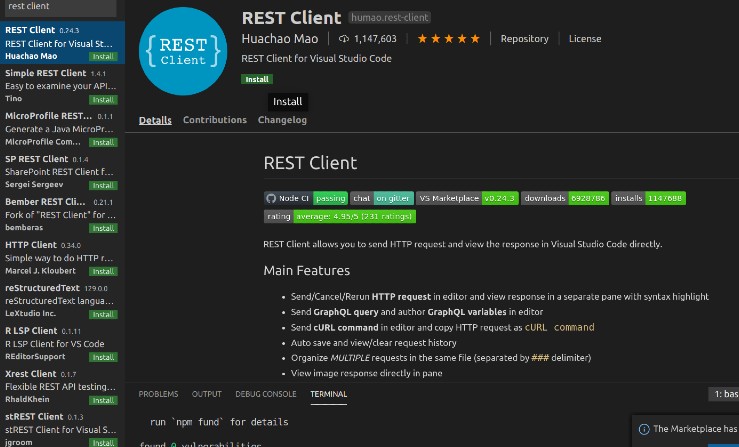 rest client
REST Client 0.24.3
REST Client for Visual St...
Huachao Mao Install
Simple REST Client 1.4.1
Easy to examine your API...
Tino Install
MicroProfile REST... 0.1.1
Generate a Java MicroPr...
MicroProfile Com... Install
SP REST Client 0.1.4
SharePoint REST Client f...
Sergei Sergeev Install
Bember REST Cli... 0.21.1
Fork of "REST Client" for ...
bemberas Install
HTTP Client 0.34.0
Simple way to do HTTP r...
Marcel J. Kloubert Install
reStructuredText 129.0.0
reStructuredText langua...
LeXtudio Inc. Install
R LSP Client 0.1.11
R LSP Client for VS Code
REditorSupport Install
Xrest Client 0.1.7
Flexible REST API testing...
RhaldKhein Install
stREST Client 0.1.3
stREST Client for Visual S...
jgroom Install
{REST}
Client
REST Client humao.rest-client
Huachao Mao 1,147,603 ★★★★★ Repository License
REST Client for Visual Studio Code
Install
Install
Details Contributions Changelog
REST Client
Node CI passing chat on gitter VS Marketplace v0.24.3 downloads 6928786 installs 1147688
rating average: 4.95/5 (231 ratings)
REST Client allows you to send HTTP request and view the response in Visual Studio Code directly.
Main Features
• Send/Cancel/Rerun HTTP request in editor and view response in a separate pane with syntax highlight
• Send GraphQL query and author GraphQL variables in editor
• Send cURL command in editor and copy HTTP request as cURL command
• Auto save and view/clear request history
• Organize MULTIPLE requests in the same file (separated by ### delimiter)
• View image response directly in pane
PROBLEMS OUTPUT DEBUG CONSOLE TERMINAL 1: bas
run `npm fund` for details
found 0 vulnerabilities
The Marketplace has